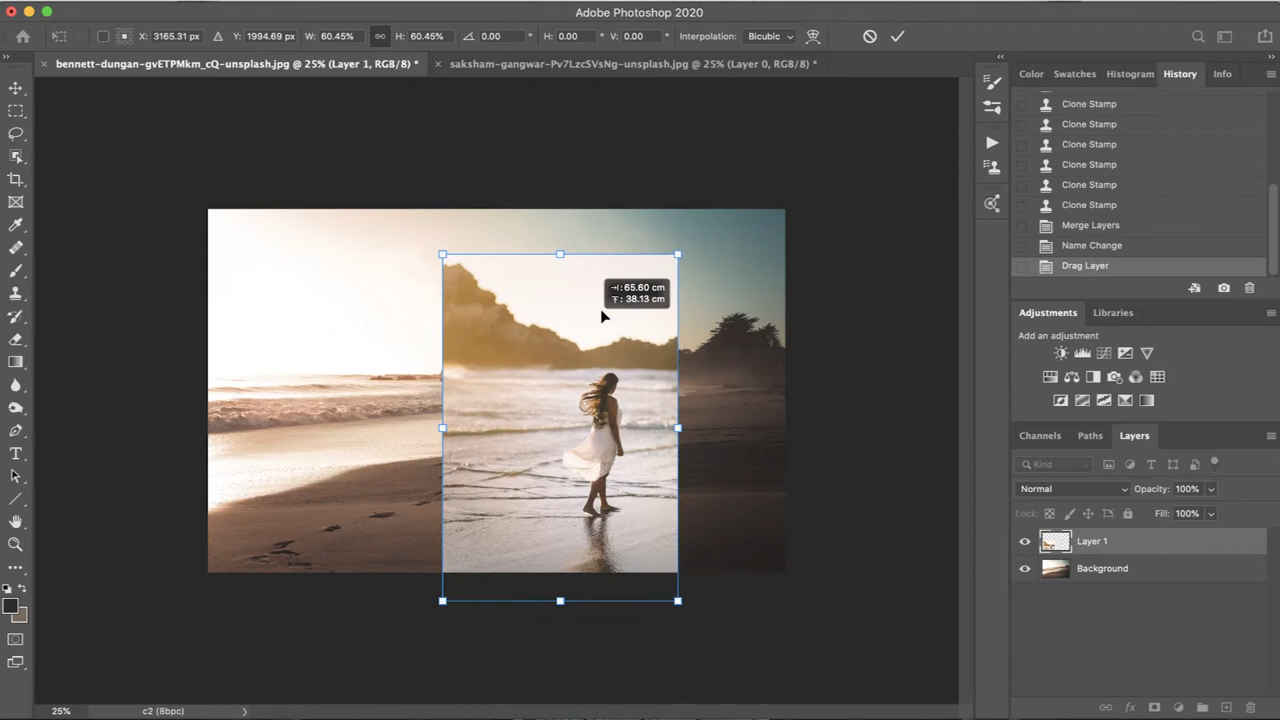 Adobe Photoshop 2020
X: 3165.31 px Y: 1994.69 px W: 60.45% H: 60.45% 0.00 ° H: 0.00 ° V: 0.00 ° Interpolation: Bicubic
bennett-dungan-gvETPMkm_cQ-unsplash.jpg @ 25% (Layer 1, RGB/8) *
saksham-gangwar-Pv7LzcSVsNg-unsplash.jpg @ 25% (Layer 0, RGB/8) *
Color Swatches Histogram History Info
Clone Stamp
Clone Stamp
Clone Stamp
Clone Stamp
Clone Stamp
Clone Stamp
Merge Layers
Name Change
Drag Layer
: 65.60 cm
: 38.13 cm
Adjustments Libraries
Add an adjustment
Channels Paths Layers
Kind
Normal Opacity: 100%
Lock: Fill: 100%
Layer 1
Background
25% c2 (8bpc)